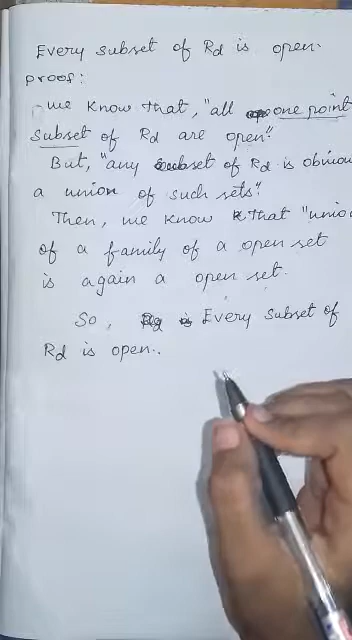 Every subset of Rd is open.
proof:
we know that, "all one point
subset of Rd are open".
But, "any subset of Rd is
a union of such sets".
Then, we know that
of a family of a open set
is again a open set.
So, Every subset of
Rd is open.